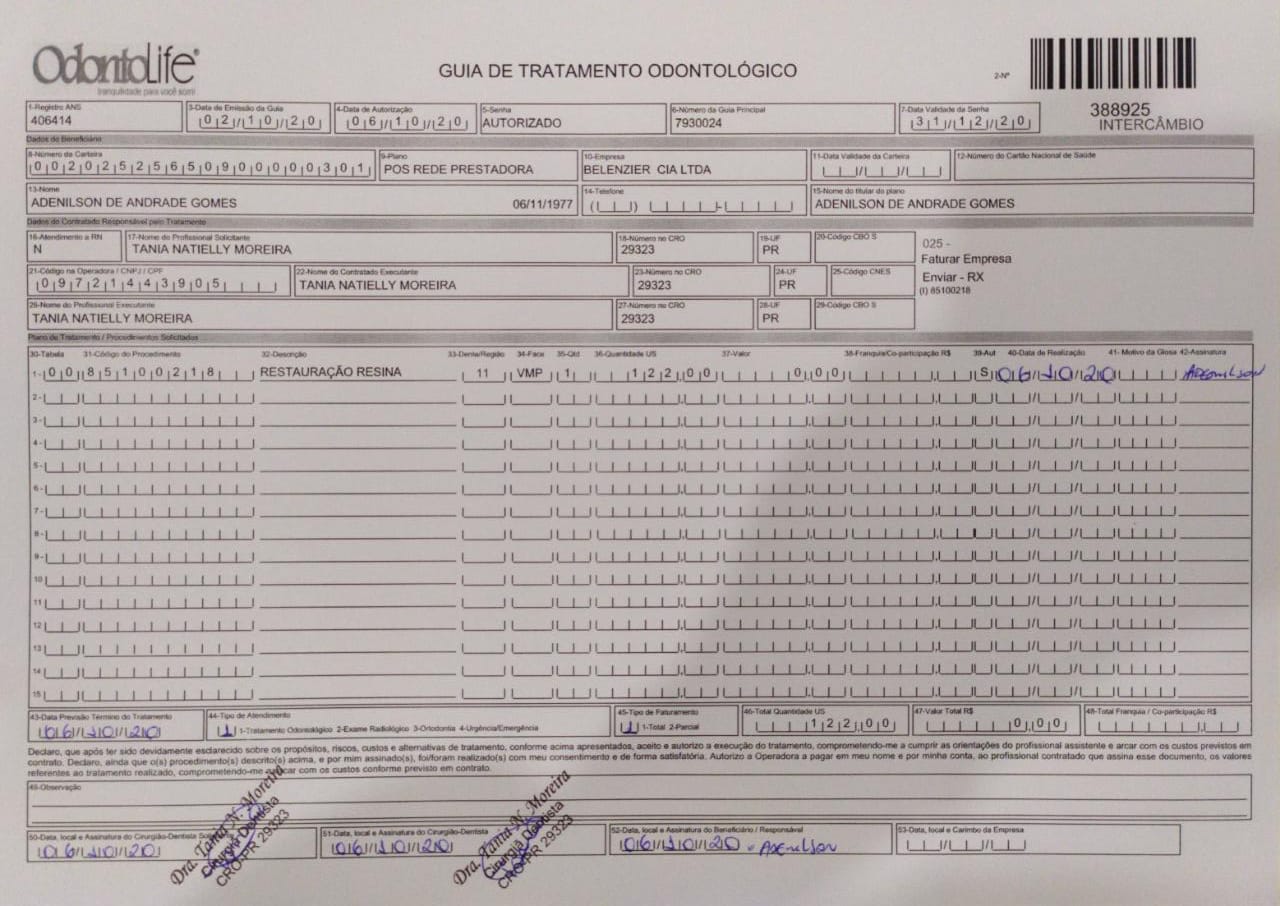 OdontoLife®
tranquilidade para você sorrir
GUIA DE TRATAMENTO ODONTOLÓGICO
2-Nº
388925
INTERCÂMBIO
1-Registro ANS
406414
3-Data de Emissão da Guia
02/10/20
4-Data de Autorização
06/10/20
5-Senha
AUTORIZADO
6-Número da Guia Principal
7930024
7-Data Validade da Senha
31/12/20
Dados do Beneficiário
8-Número da Carteira
00202525650900000301
9-Plano
POS REDE PRESTADORA
10-Empresa
BELENZIER CIA LTDA
11-Data Validade da Carteira
12-Número do Cartão Nacional de Saúde
13-Nome
ADENILSON DE ANDRADE GOMES 06/11/1977
14-Telefone
15-Nome do titular do plano
ADENILSON DE ANDRADE GOMES
Dados do Contratado Responsável pelo Tratamento
16-Atendimento a RN
N
17-Nome do Profissional Solicitante
TANIA NATIELLY MOREIRA
18-Número no CRO
29323
19-UF
PR
20-Código CBO S
025 -
Faturar Empresa
Enviar - RX
(I) 85100218
21-Código na Operadora / CNPJ / CPF
09721443905
22-Nome do Contratado Executante
TANIA NATIELLY MOREIRA
23-Número no CRO
29323
24-UF
PR
25-Código CNES
26-Nome do Profissional Executante
TANIA NATIELLY MOREIRA
27-Número no CRO
29323
28-UF
PR
29-Código CBO S
Plano de Tratamento / Procedimentos Solicitados
30-Tabela 31-Código do Procedimento 32-Descrição 33-Dente/Região 34-Face 35-Qtd 36-Quantidade US 37-Valor 38-Franquia/Co-participação R$ 39-Aut 40-Data de Realização 41- Motivo da Glosa 42-Assinatura
1- 00 85100218 RESTAURAÇÃO RESINA 11 VMP 1 122,00 0,00 S 06/10/20 Adenilson
2-
3-
4-
5-
6-
7-
8-
9-
10
11
12
13
14
15
43-Data Previsão Término do Tratamento
06/10/20
44-Tipo de Atendimento
1 1-Tratamento Odontológico 2-Exame Radiológico 3-Ortodontia 4-Urgência/Emergência
45-Tipo de Faturamento
1 1-Total 2-Parcial
46-Total Quantidade US
122,00
47-Valor Total R$
0,00
48-Total Franquia / Co-participação R$
Declaro, que após ter sido devidamente esclarecido sobre os propósitos, riscos, custos e alternativas de tratamento, conforme acima apresentados, aceito e autorizo a execução do tratamento, comprometendo-me a cumprir as orientações do profissional assistente e arcar com os custos previstos em
contrato. Declaro, ainda que o(s) procedimento(s) descrito(s) acima, e por mim assinado(s), foi/foram realizado(s) com meu consentimento e de forma satisfatória. Autorizo a Operadora a pagar em meu nome e por minha conta, ao profissional contratado que assina esse documento, os valores
referentes ao tratamento realizado, comprometendo-me a arcar com os custos conforme previsto em contrato.
49-Observação
50-Data, local e Assinatura do Cirurgião-Dentista
06/10/20
Dra. Tania N. Moreira
Cirurgiã Dentista
CRO-PR 29323
51-Data, local e Assinatura do Cirurgião-Dentista
06/10/20
Dra. Tania N. Moreira
Cirurgiã Dentista
CRO-PR 29323
52-Data, local e Assinatura do Beneficiário / Responsável
06/10/20 - Adenilson
53-Data, local e Carimbo da Empresa